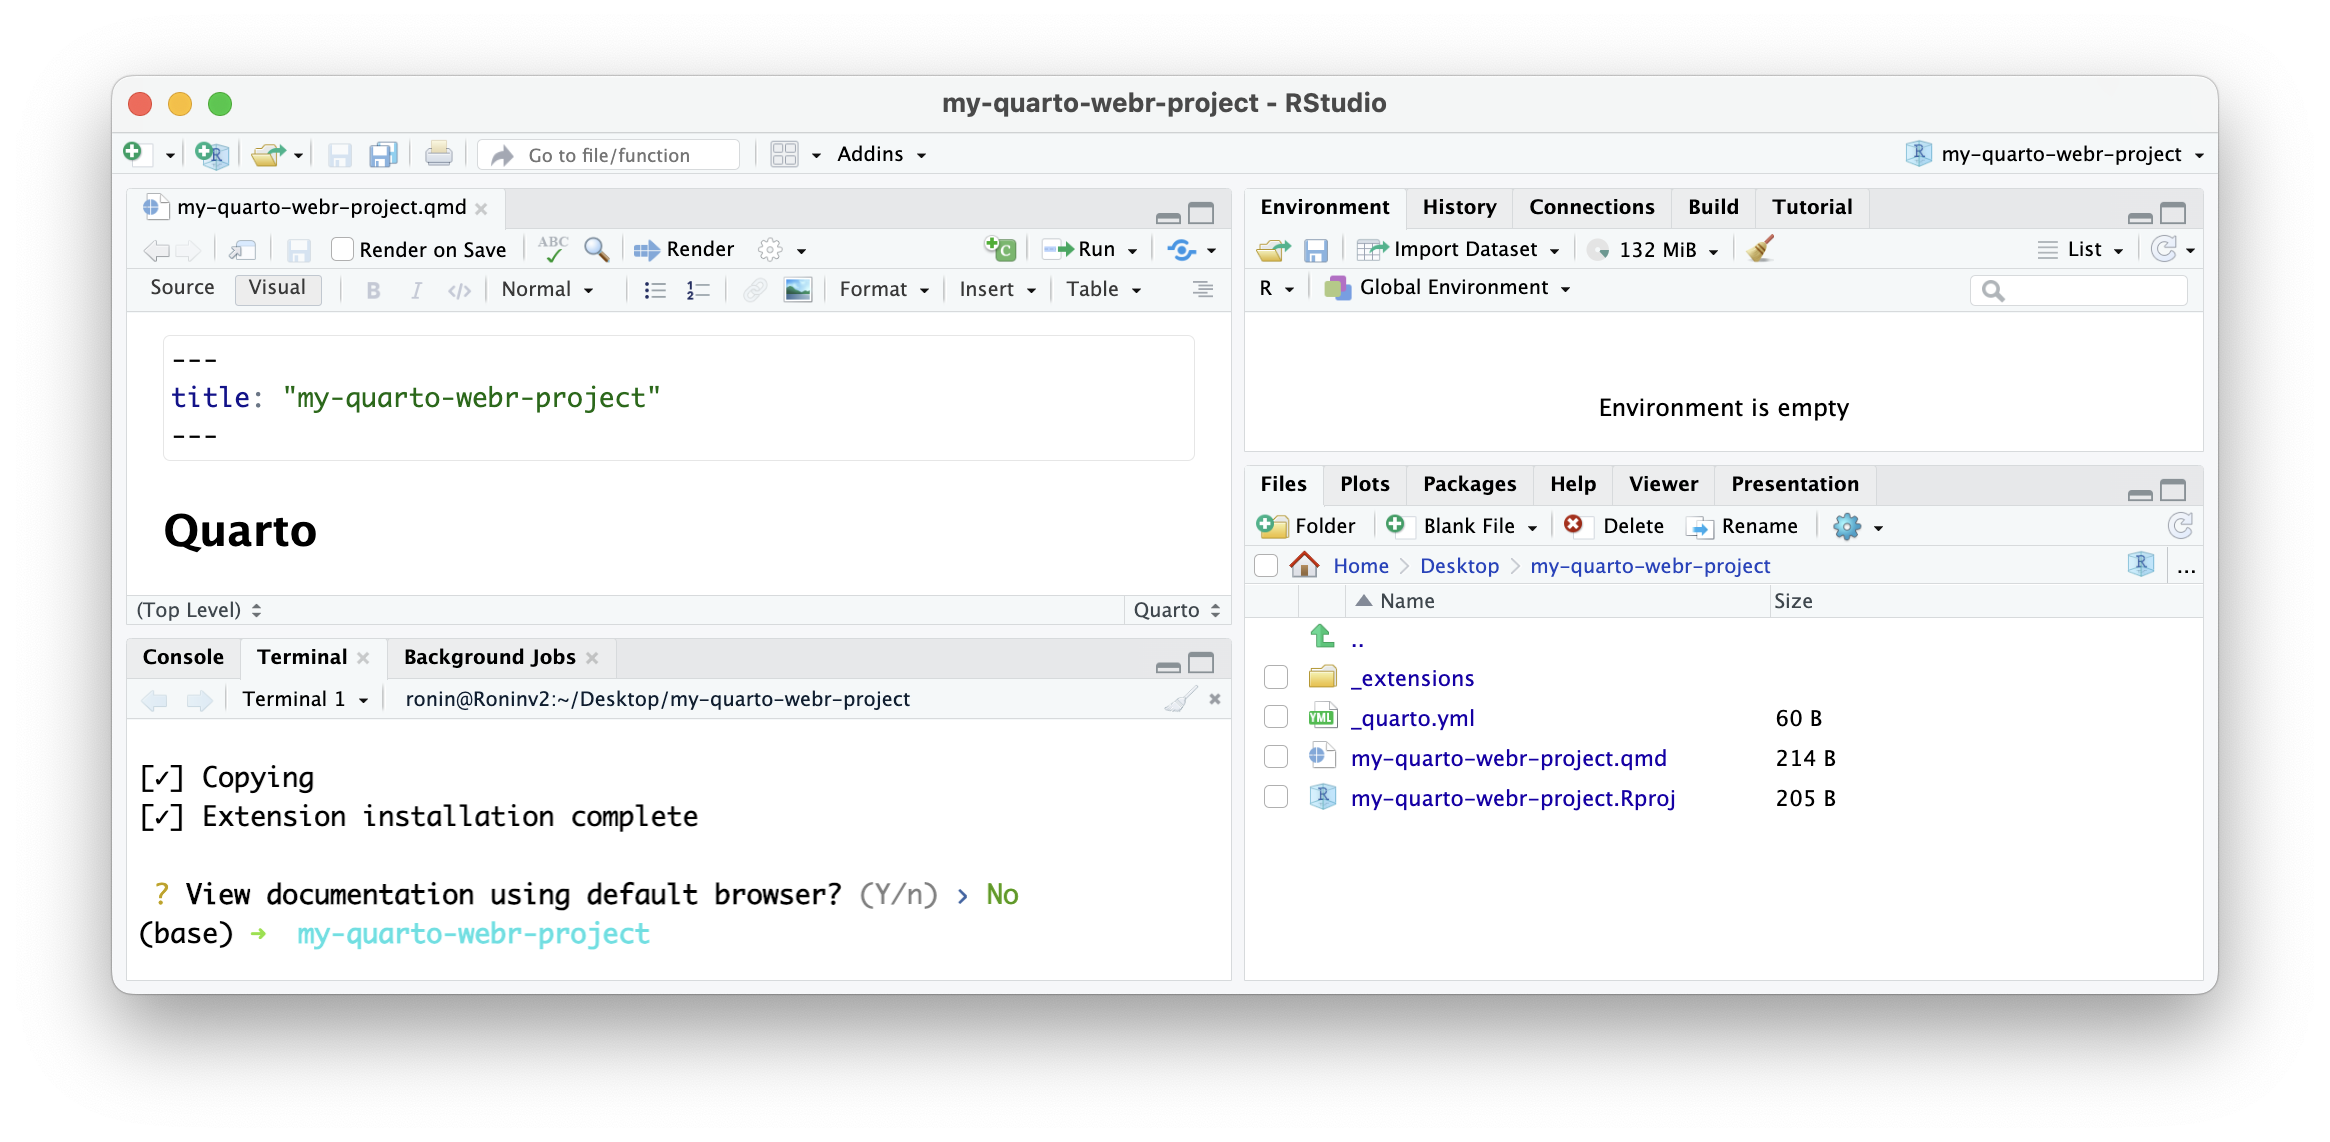 my-quarto-webr-project - RStudio
Go to file/function
Addins
my-quarto-webr-project
my-quarto-webr-project.qmd
Render on Save
ABC
Render
Run
Source
Visual
B
I
</>
Normal
Format
Insert
Table
---
title: "my-quarto-webr-project"
---
Quarto
(Top Level)
Quarto
Console
Terminal
Background Jobs
Terminal 1
ronin@Roninv2:~/Desktop/my-quarto-webr-project
[✓] Copying
[✓] Extension installation complete
? View documentation using default browser? (Y/n) › No
(base) → my-quarto-webr-project
Environment
History
Connections
Build
Tutorial
Import Dataset
132 MiB
List
R
Global Environment
Environment is empty
Files
Plots
Packages
Help
Viewer
Presentation
Folder
Blank File
Delete
Rename
Home
Desktop
my-quarto-webr-project
R
...
Name
Size
..
_extensions
YML
_quarto.yml
60 B
my-quarto-webr-project.qmd
214 B
R
my-quarto-webr-project.Rproj
205 B